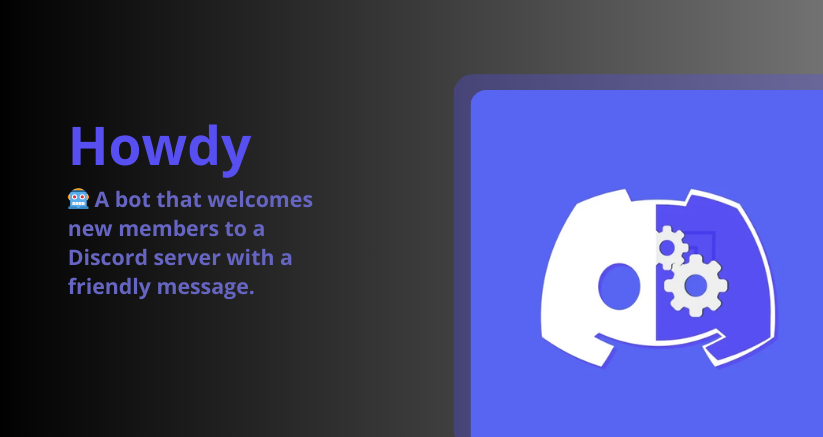 Howdy
🤖 A bot that welcomes
new members to a
Discord server with a
friendly message.